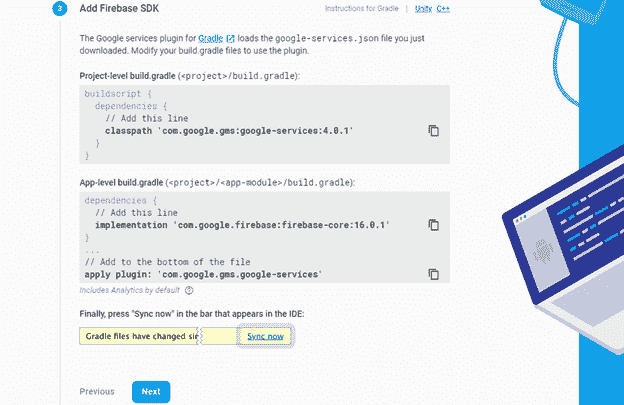 3 Add Firebase SDK Instructions for Gradle | Unity C++
The Google services plugin for Gradle loads the google-services.json file you just
downloaded. Modify your build.gradle files to use the plugin.
Project-level build.gradle (<project>/build.gradle):
buildscript {
dependencies {
// Add this line
classpath 'com.google.gms:google-services:4.0.1'
}
}
App-level build.gradle (<project>/<app-module>/build.gradle):
dependencies {
// Add this line
implementation 'com.google.firebase:firebase-core:16.0.1'
}
...
// Add to the bottom of the file
apply plugin: 'com.google.gms.google-services'
Includes Analytics by default ?
Finally, press "Sync now" in the bar that appears in the IDE:
Gradle files have changed sin Sync now
Previous Next